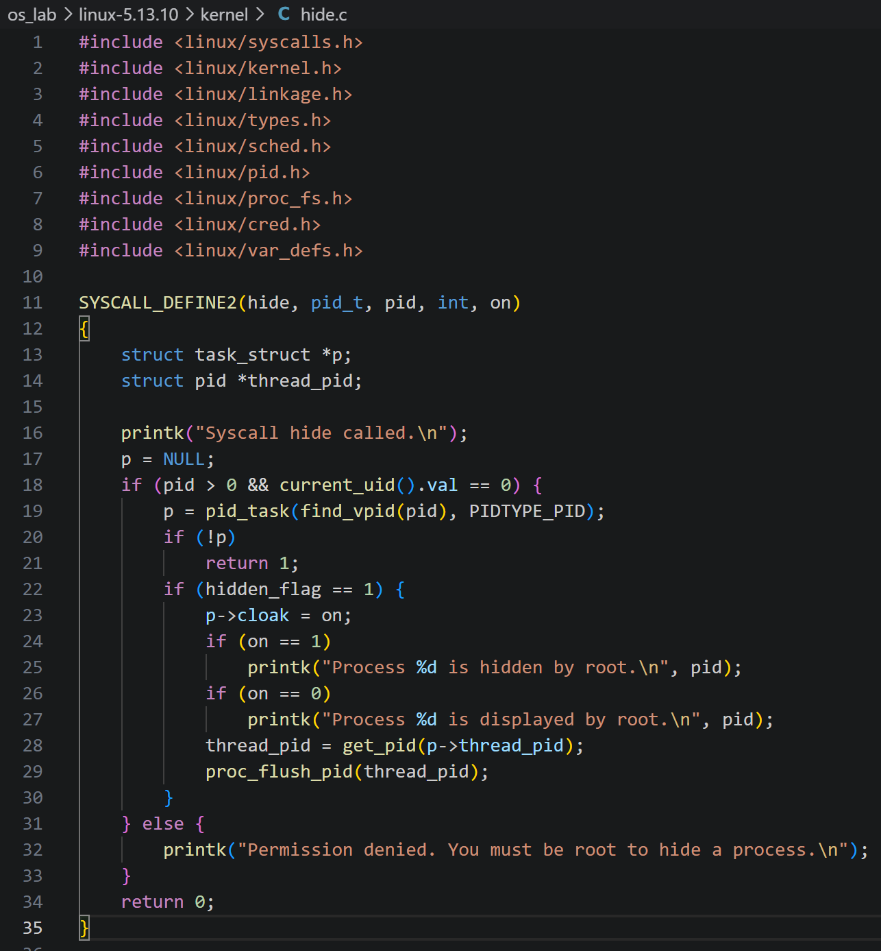 os_lab > linux-5.13.10 > kernel > C hide.c
1 #include <linux/syscalls.h>
2 #include <linux/kernel.h>
3 #include <linux/linkage.h>
4 #include <linux/types.h>
5 #include <linux/sched.h>
6 #include <linux/pid.h>
7 #include <linux/proc_fs.h>
8 #include <linux/cred.h>
9 #include <linux/var_defs.h>
10
11 SYSCALL_DEFINE2(hide, pid_t, pid, int, on)
12 {
13     struct task_struct *p;
14     struct pid *thread_pid;
15
16     printk("Syscall hide called.\n");
17     p = NULL;
18     if (pid > 0 && current_uid().val == 0) {
19         p = pid_task(find_vpid(pid), PIDTYPE_PID);
20         if (!p)
21             return 1;
22         if (hidden_flag == 1) {
23             p->cloak = on;
24             if (on == 1)
25                 printk("Process %d is hidden by root.\n", pid);
26             if (on == 0)
27                 printk("Process %d is displayed by root.\n", pid);
28             thread_pid = get_pid(p->thread_pid);
29             proc_flush_pid(thread_pid);
30         }
31     } else {
32         printk("Permission denied. You must be root to hide a process.\n");
33     }
34     return 0;
35 }